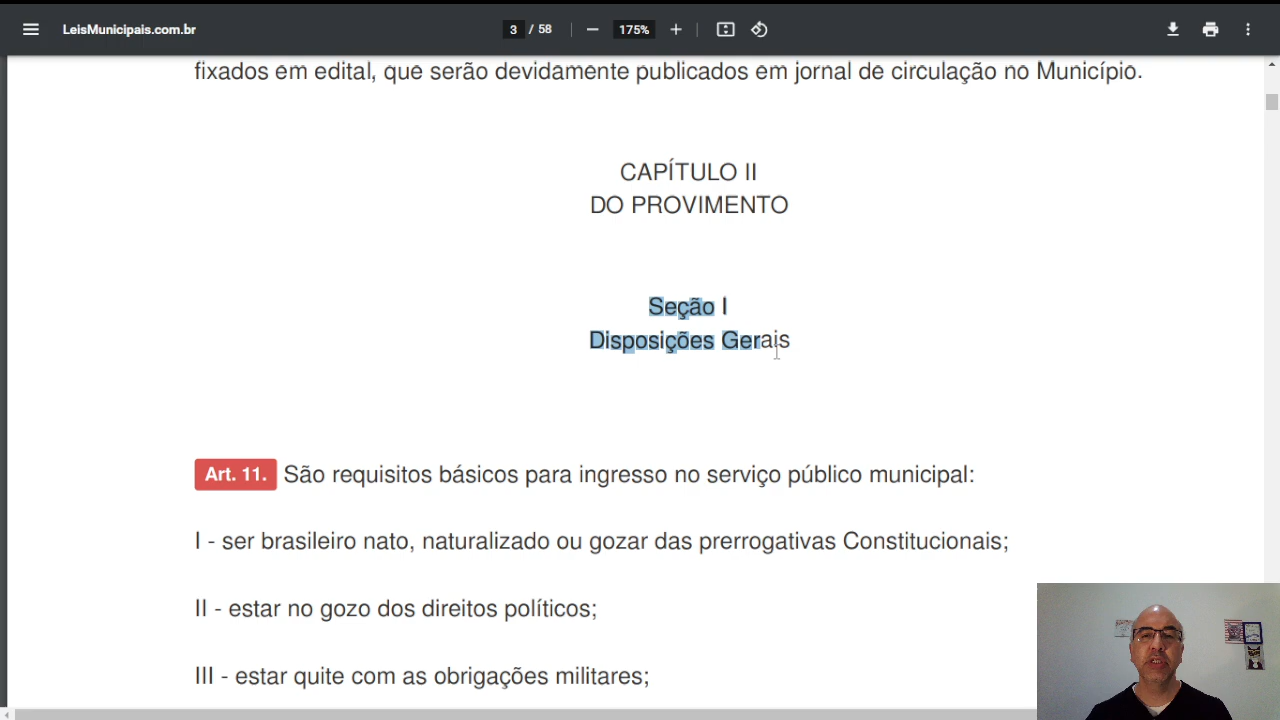 LeisMunicipais.com.br
3 / 58
175%
fixados em edital, que serão devidamente publicados em jornal de circulação no Município.
CAPÍTULO II
DO PROVIMENTO
Seção I
Disposições Gerais
Art. 11. São requisitos básicos para ingresso no serviço público municipal:
I - ser brasileiro nato, naturalizado ou gozar das prerrogativas Constitucionais;
II - estar no gozo dos direitos políticos;
III - estar quite com as obrigações militares;